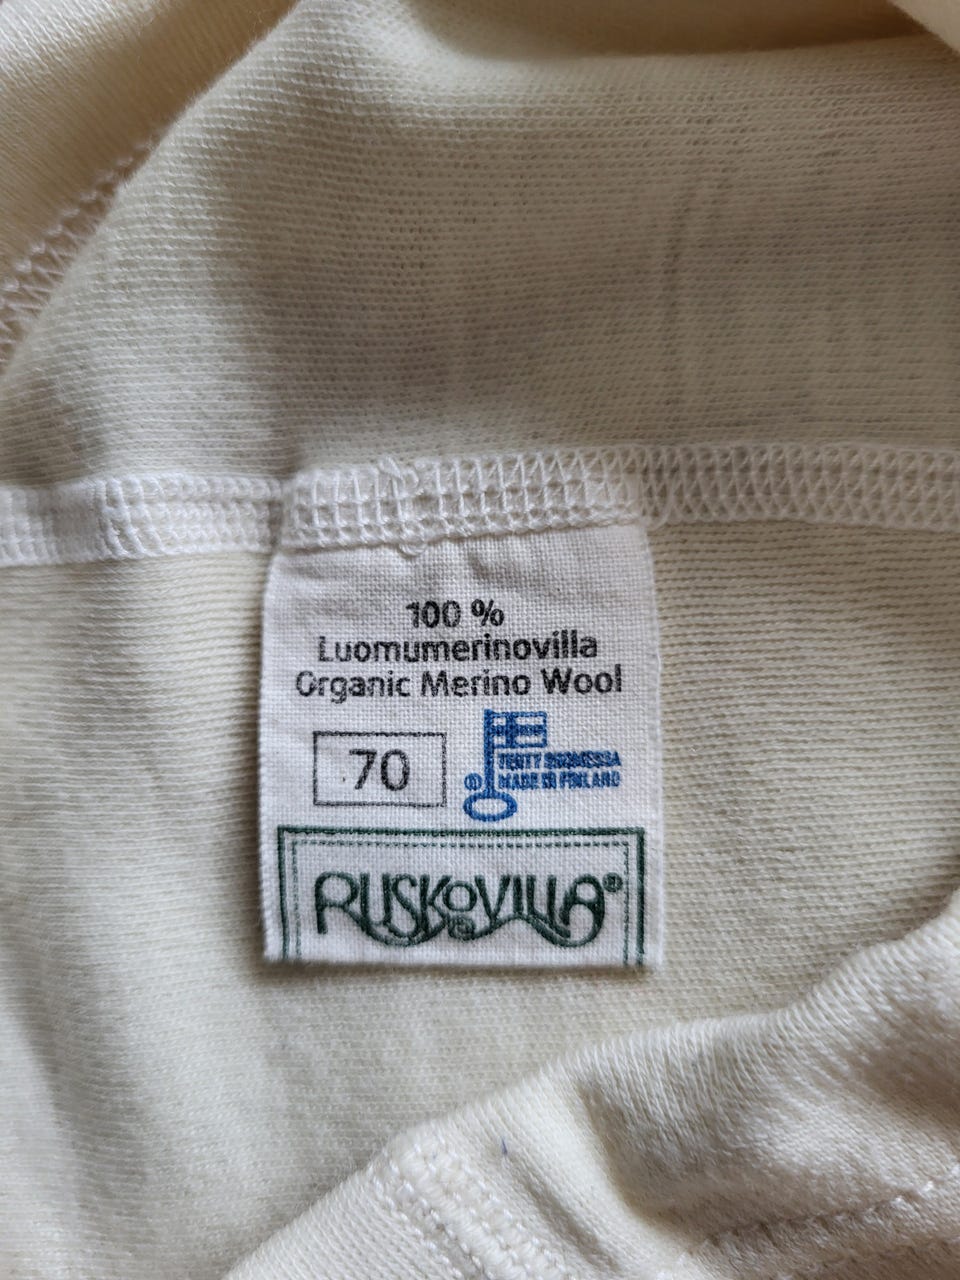 100 %
Luomumerinovilla
Organic Merino Wool
70
TEHTY SUOMESSA
® MADE IN FINLAND
RUSKOVILLA®